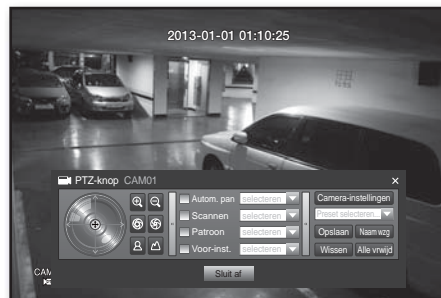 2013-01-01 01:10:25
PTZ-knop CAM01
Autom. pan selecteren
Camera-instellingen
Scannen selecteren
Preset selecteren...
Patroon selecteren
Opslaan Naam wzg
Voor-inst. selecteren
Wissen Alle vrwijd
CAM
Sluit af